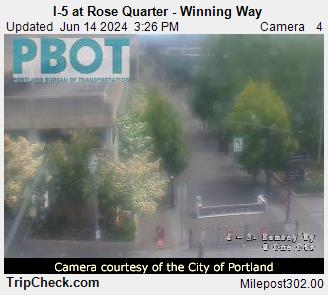 I-5 at Rose Quarter - Winning Way
Updated Jun 14 2024 3:26 PM Camera 4
PBOT
PORTLAND BUREAU OF TRANSPORTATION
Camera courtesy of the City of Portland
TripCheck.com Milepost302.00